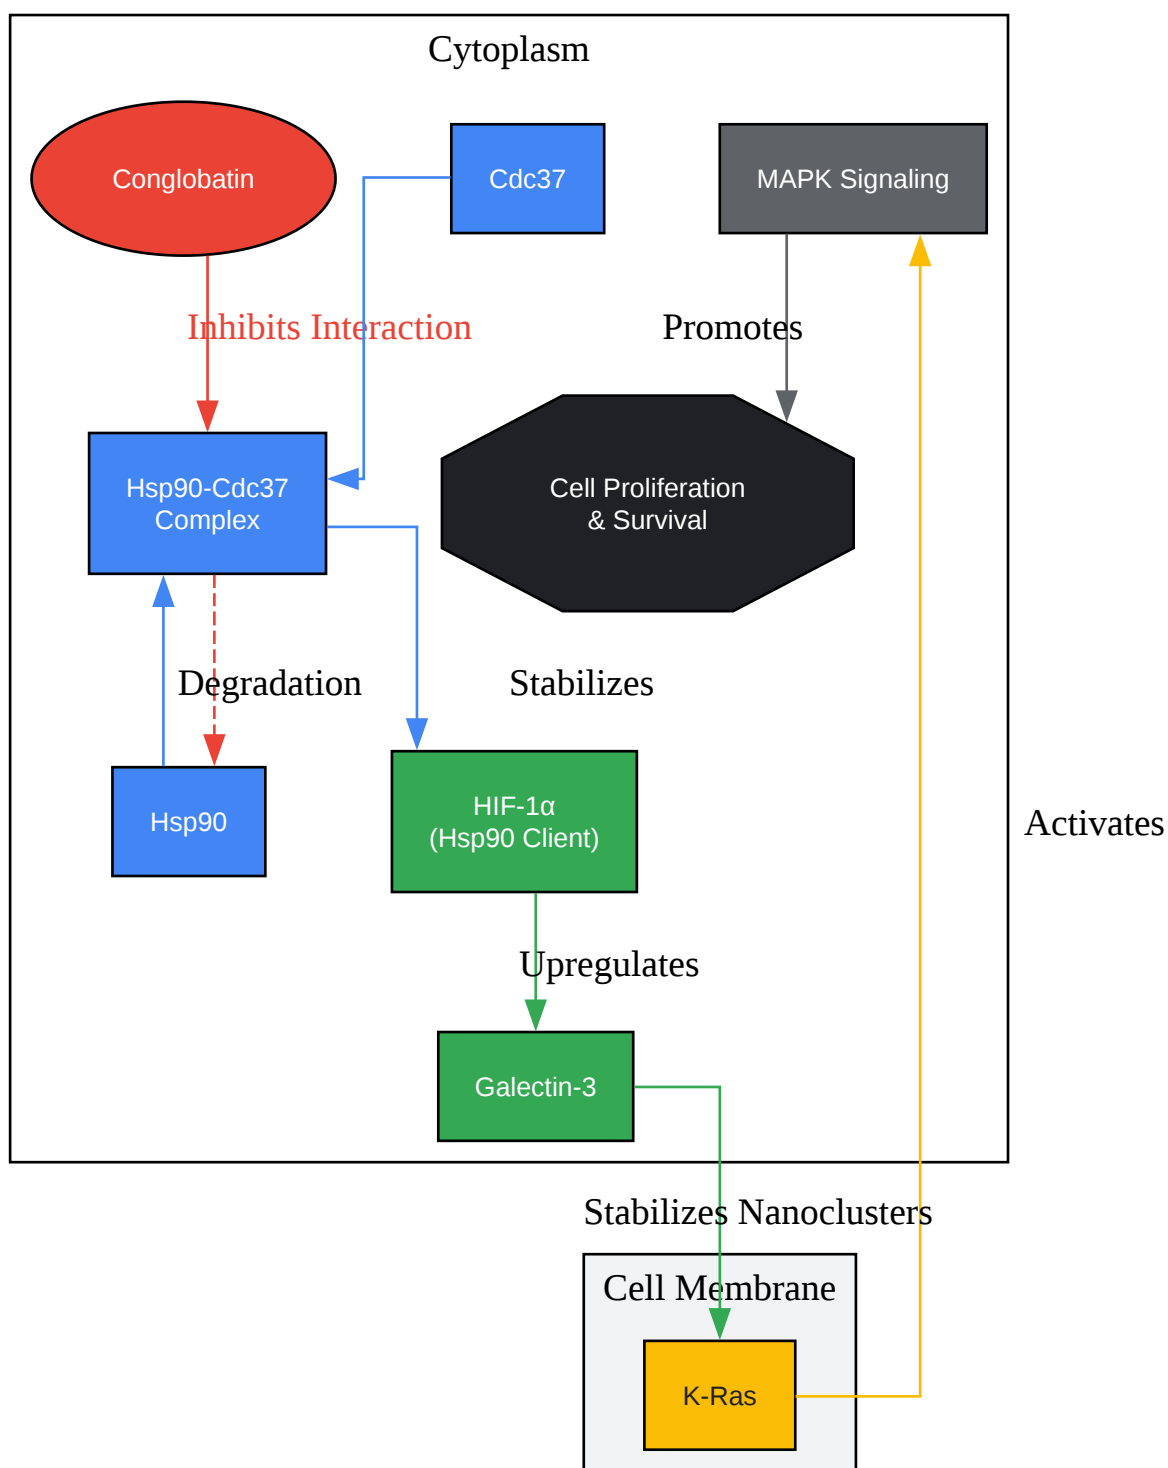 Cytoplasm
Conglobatin
Cdc37
MAPK Signaling
Inhibits Interaction
Promotes
Hsp90-Cdc37
Complex
Cell Proliferation
& Survival
Degradation
Stabilizes
Hsp90
HIF-1α
(Hsp90 Client)
Activates
Upregulates
Galectin-3
Stabilizes Nanoclusters
Cell Membrane
K-Ras